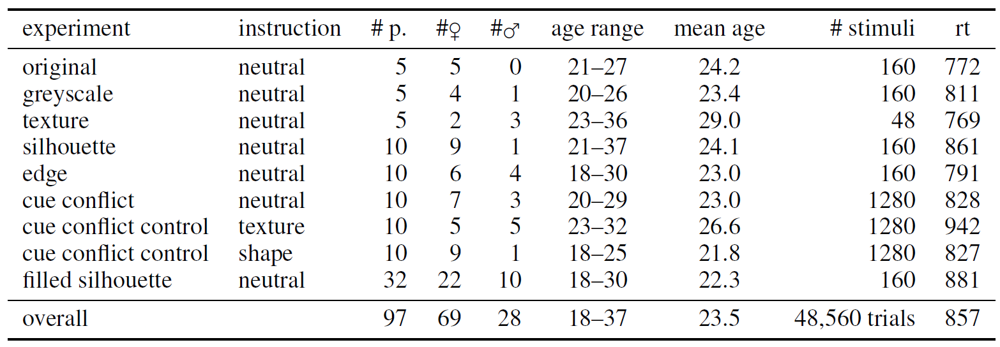 experiment instruction # p. #♀ #♂ age range mean age # stimuli rt
original neutral 5 5 0 21–27 24.2 160 772
greyscale neutral 5 4 1 20–26 23.4 160 811
texture neutral 5 2 3 23–36 29.0 48 769
silhouette neutral 10 9 1 21–37 24.1 160 861
edge neutral 10 6 4 18–30 23.0 160 791
cue conflict neutral 10 7 3 20–29 23.0 1280 828
cue conflict control texture 10 5 5 23–32 26.6 1280 942
cue conflict control shape 10 9 1 18–25 21.8 1280 827
filled silhouette neutral 32 22 10 18–30 22.3 160 881
overall 97 69 28 18–37 23.5 48,560 trials 857